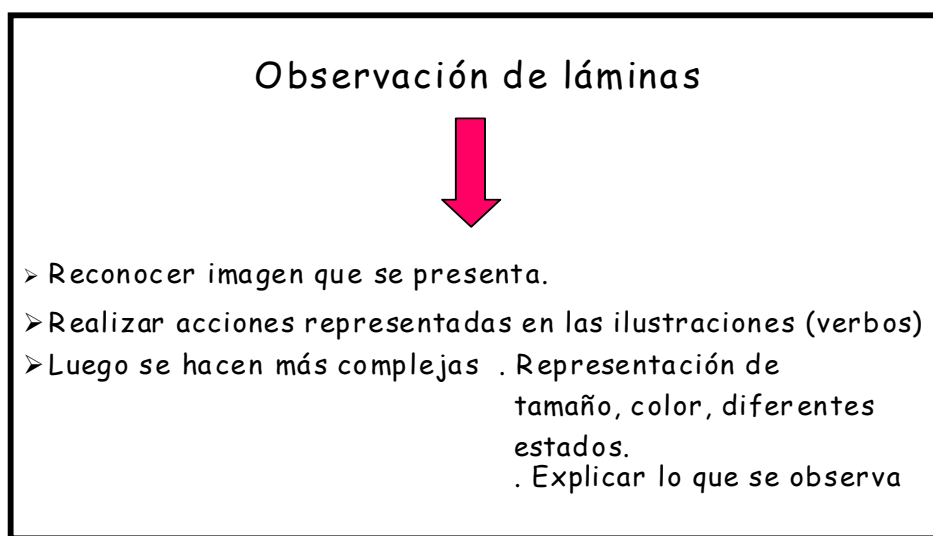 Observación de láminas
➢ Reconocer imagen que se presenta.
➢ Realizar acciones representadas en las ilustraciones (verbos)
➢ Luego se hacen más complejas . Representación de
tamaño, color, diferentes
estados.
. Explicar lo que se observa